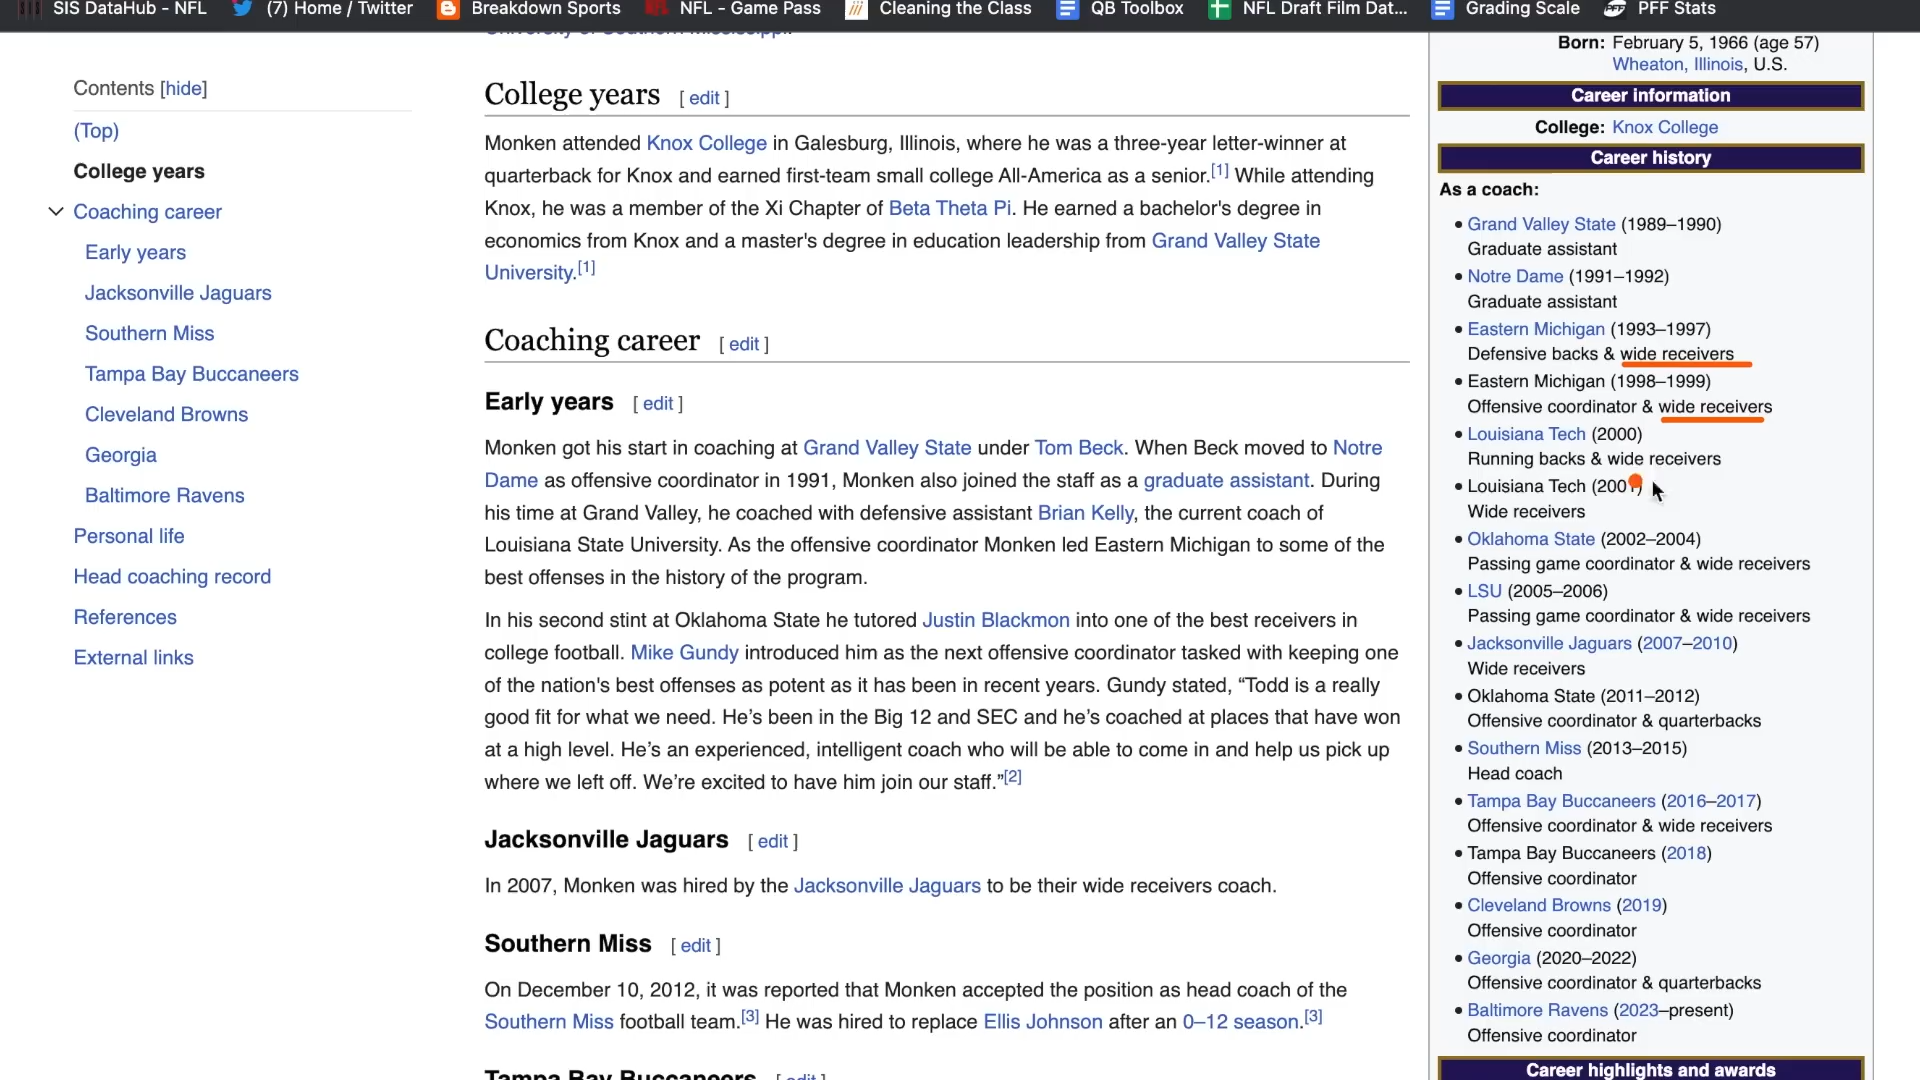 SIS DataHub - NFL (7) Home / Twitter Breakdown Sports NFL - Game Pass Cleaning the Class QB Toolbox NFL Draft Film Dat... Grading Scale PFF Stats
University of Southern Mississippi.
Contents [hide]
(Top)
College years
Coaching career
Early years
Jacksonville Jaguars
Southern Miss
Tampa Bay Buccaneers
Cleveland Browns
Georgia
Baltimore Ravens
Personal life
Head coaching record
References
External links
College years [ edit ]
Monken attended Knox College in Galesburg, Illinois, where he was a three-year letter-winner at
quarterback for Knox and earned first-team small college All-America as a senior.[1] While attending
Knox, he was a member of the Xi Chapter of Beta Theta Pi. He earned a bachelor's degree in
economics from Knox and a master's degree in education leadership from Grand Valley State
University.[1]
Coaching career [ edit ]
Early years [ edit ]
Monken got his start in coaching at Grand Valley State under Tom Beck. When Beck moved to Notre
Dame as offensive coordinator in 1991, Monken also joined the staff as a graduate assistant. During
his time at Grand Valley, he coached with defensive assistant Brian Kelly, the current coach of
Louisiana State University. As the offensive coordinator Monken led Eastern Michigan to some of the
best offenses in the history of the program.
In his second stint at Oklahoma State he tutored Justin Blackmon into one of the best receivers in
college football. Mike Gundy introduced him as the next offensive coordinator tasked with keeping one
of the nation's best offenses as potent as it has been in recent years. Gundy stated, “Todd is a really
good fit for what we need. He’s been in the Big 12 and SEC and he’s coached at places that have won
at a high level. He’s an experienced, intelligent coach who will be able to come in and help us pick up
where we left off. We’re excited to have him join our staff.”[2]
Jacksonville Jaguars [ edit ]
In 2007, Monken was hired by the Jacksonville Jaguars to be their wide receivers coach.
Southern Miss [ edit ]
On December 10, 2012, it was reported that Monken accepted the position as head coach of the
Southern Miss football team.[3] He was hired to replace Ellis Johnson after an 0–12 season.[3]
Tampa Bay Buccaneers [ edit ]
Born: February 5, 1966 (age 57)
Wheaton, Illinois, U.S.
Career information
College: Knox College
Career history
As a coach:
• Grand Valley State (1989–1990)
Graduate assistant
• Notre Dame (1991–1992)
Graduate assistant
• Eastern Michigan (1993–1997)
Defensive backs & wide receivers
• Eastern Michigan (1998–1999)
Offensive coordinator & wide receivers
• Louisiana Tech (2000)
Running backs & wide receivers
• Louisiana Tech (2001)
Wide receivers
• Oklahoma State (2002–2004)
Passing game coordinator & wide receivers
• LSU (2005–2006)
Passing game coordinator & wide receivers
• Jacksonville Jaguars (2007–2010)
Wide receivers
• Oklahoma State (2011–2012)
Offensive coordinator & quarterbacks
• Southern Miss (2013–2015)
Head coach
• Tampa Bay Buccaneers (2016–2017)
Offensive coordinator & wide receivers
• Tampa Bay Buccaneers (2018)
Offensive coordinator
• Cleveland Browns (2019)
Offensive coordinator
• Georgia (2020–2022)
Offensive coordinator & quarterbacks
• Baltimore Ravens (2023–present)
Offensive coordinator
Career highlights and awards